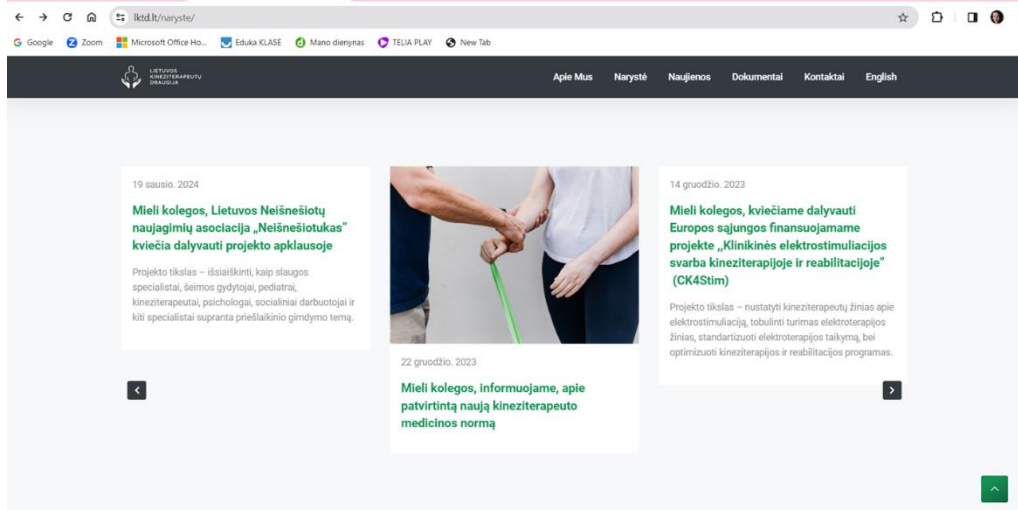 lktd.lt/naryste/
Google Zoom Microsoft Office Ho... Eduka KLASĖ Mano dienynas TELIA PLAY New Tab
LIETUVOS
KINEZITERAPEUTŲ
DRAUGIJA
Apie Mus Narystė Naujienos Dokumentai Kontaktai English
19 sausio. 2024
Mieli kolegos, Lietuvos Neišnešiotų
naujagimių asociacija „Neišnešiotukas”
kviečia dalyvauti projekto apklausoje
Projekto tikslas – išsiaiškinti, kaip slaugos
specialistai, šeimos gydytojai, pediatrai,
kineziterapeutai, psichologai, socialiniai darbuotojai ir
kiti specialistai supranta priešlaikinio gimdymo temą.
22 gruodžio. 2023
Mieli kolegos, informuojame, apie
patvirtintą naują kineziterapeuto
medicinos normą
14 gruodžio. 2023
Mieli kolegos, kviečiame dalyvauti
Europos sąjungos finansuojamame
projekte ,,Klinikinės elektrostimuliacijos
svarba kineziterapijoje ir reabilitacijoje”
(CK4Stim)
Projekto tikslas – nustatyti kineziterapeutų žinias apie
elektrostimuliaciją, tobulinti turimas elektroterapijos
žinias, standartizuoti elektroterapijos taikymą, bei
optimizuoti kineziterapijos ir reabilitacijos programas.